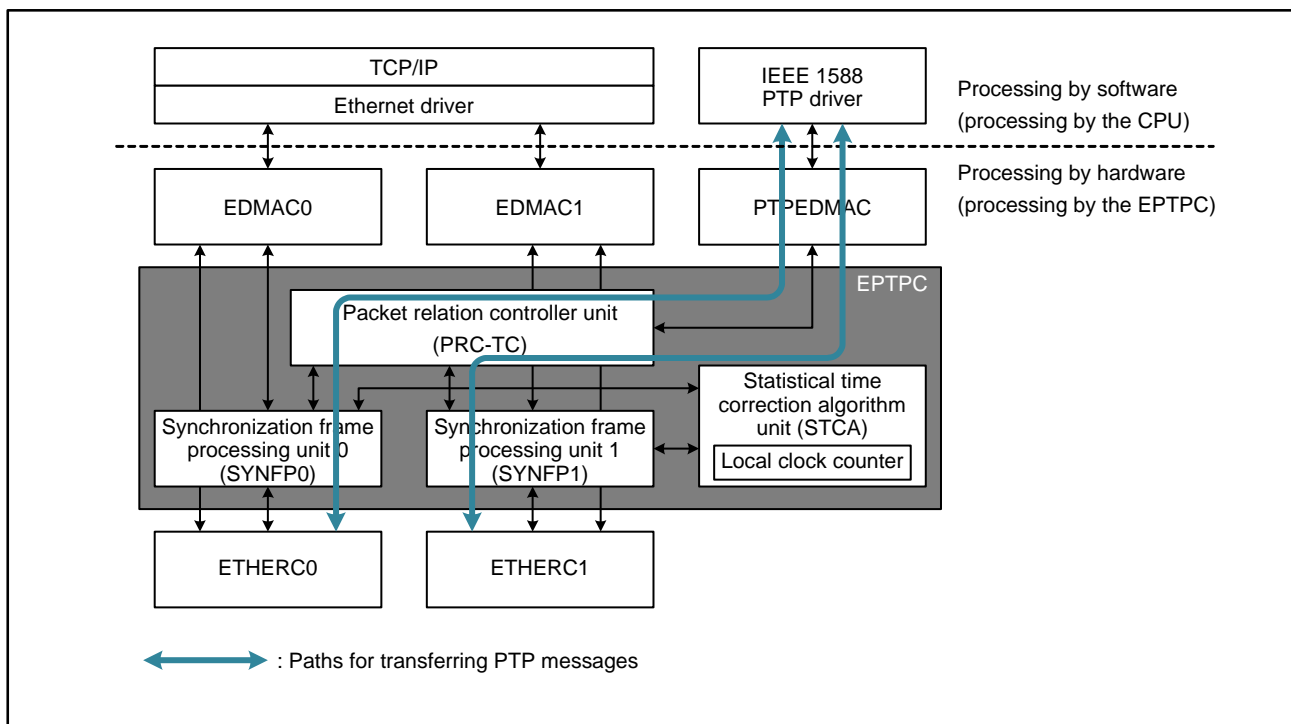 TCP/IP
Ethernet driver
IEEE 1588
PTP driver
Processing by software
(processing by the CPU)
Processing by hardware
(processing by the EPTPC)
EDMAC0
EDMAC1
PTPEDMAC
EPTPC
Packet relation controller unit
(PRC-TC)
Synchronization frame
processing unit 0
(SYNFP0)
Synchronization frame
processing unit 1
(SYNFP1)
Statistical time
correction algorithm
unit (STCA)
Local clock counter
ETHERC0
ETHERC1
: Paths for transferring PTP messages